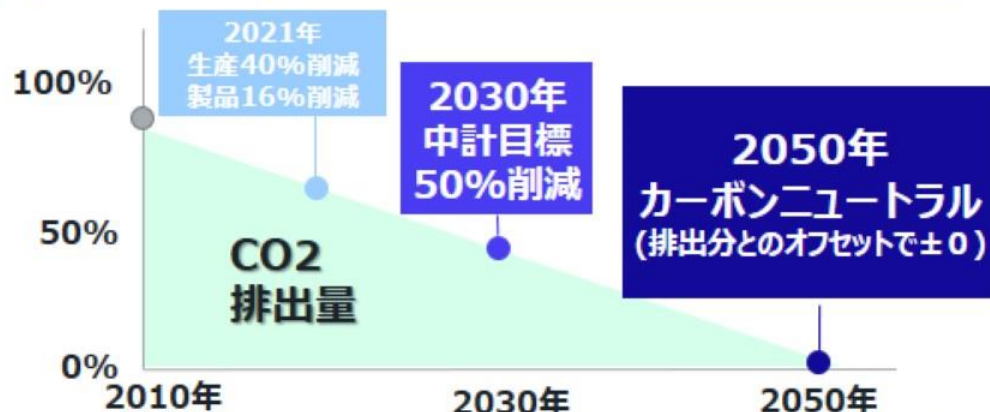 2021年
生産40%削減
製品16%削減
100%
2030年
中計目標
50%削減
2050年
カーボンニュートラル
(排出分とのオフセットで±0)
50%
CO2
排出量
0%
2010年
2030年
2050年